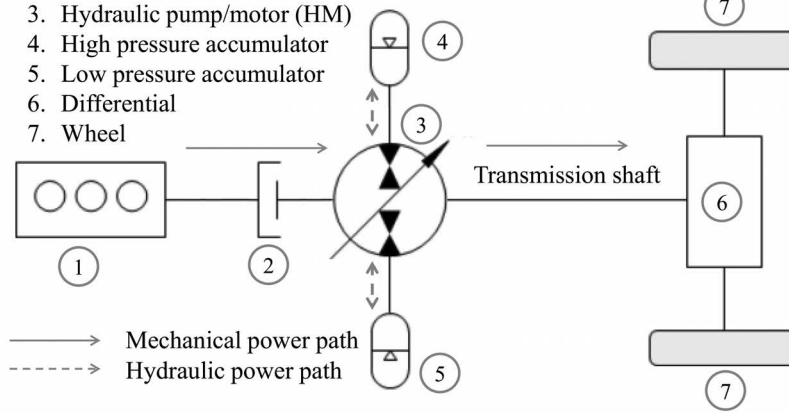 3. Hydraulic pump/motor (HM)
4. High pressure accumulator
5. Low pressure accumulator
6. Differential
7. Wheel
4
7
3
Transmission shaft
6
1
2
Mechanical power path
Hydraulic power path
5
7